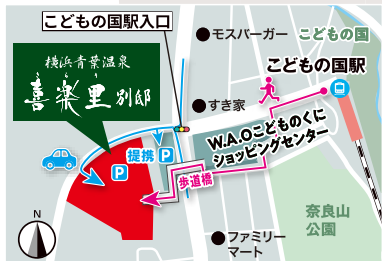 こどもの国駅入口
モスバーガー
こどもの国
こどもの国駅
横浜青葉温泉
喜楽里別邸
すき家
W.A.Oこどものくに
ショッピングセンター
提携
P
P
歩道橋
奈良山
公園
N
ファミリー
マート